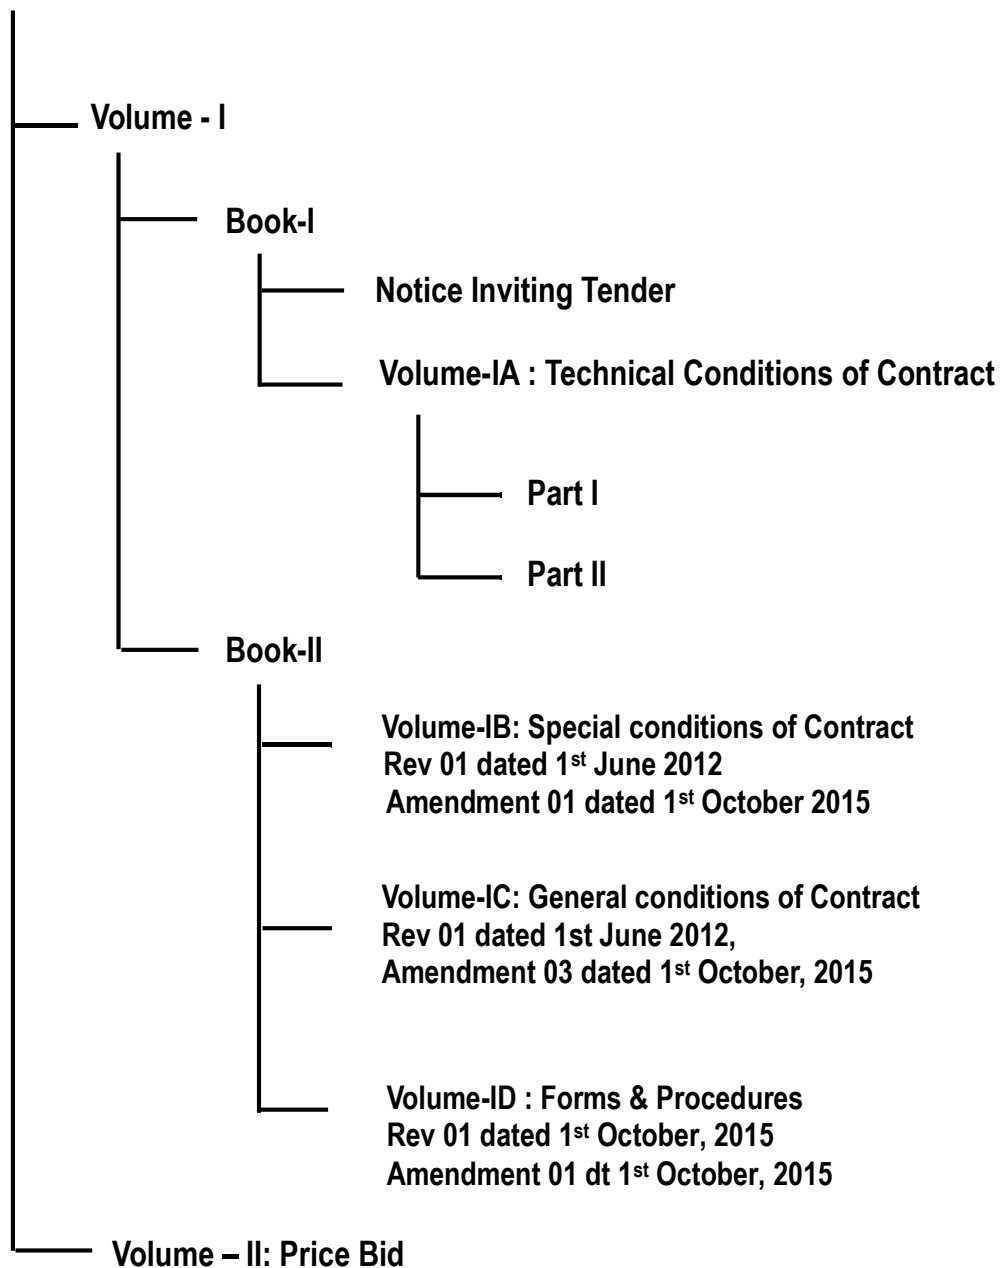 Volume - I
Book-I
Notice Inviting Tender
Volume-IA : Technical Conditions of Contract
Part I
Part II
Book-II
Volume-IB: Special conditions of Contract
Rev 01 dated 1st June 2012
Amendment 01 dated 1st October 2015
Volume-IC: General conditions of Contract
Rev 01 dated 1st June 2012,
Amendment 03 dated 1st October, 2015
Volume-ID : Forms & Procedures
Rev 01 dated 1st October, 2015
Amendment 01 dt 1st October, 2015
Volume – II: Price Bid